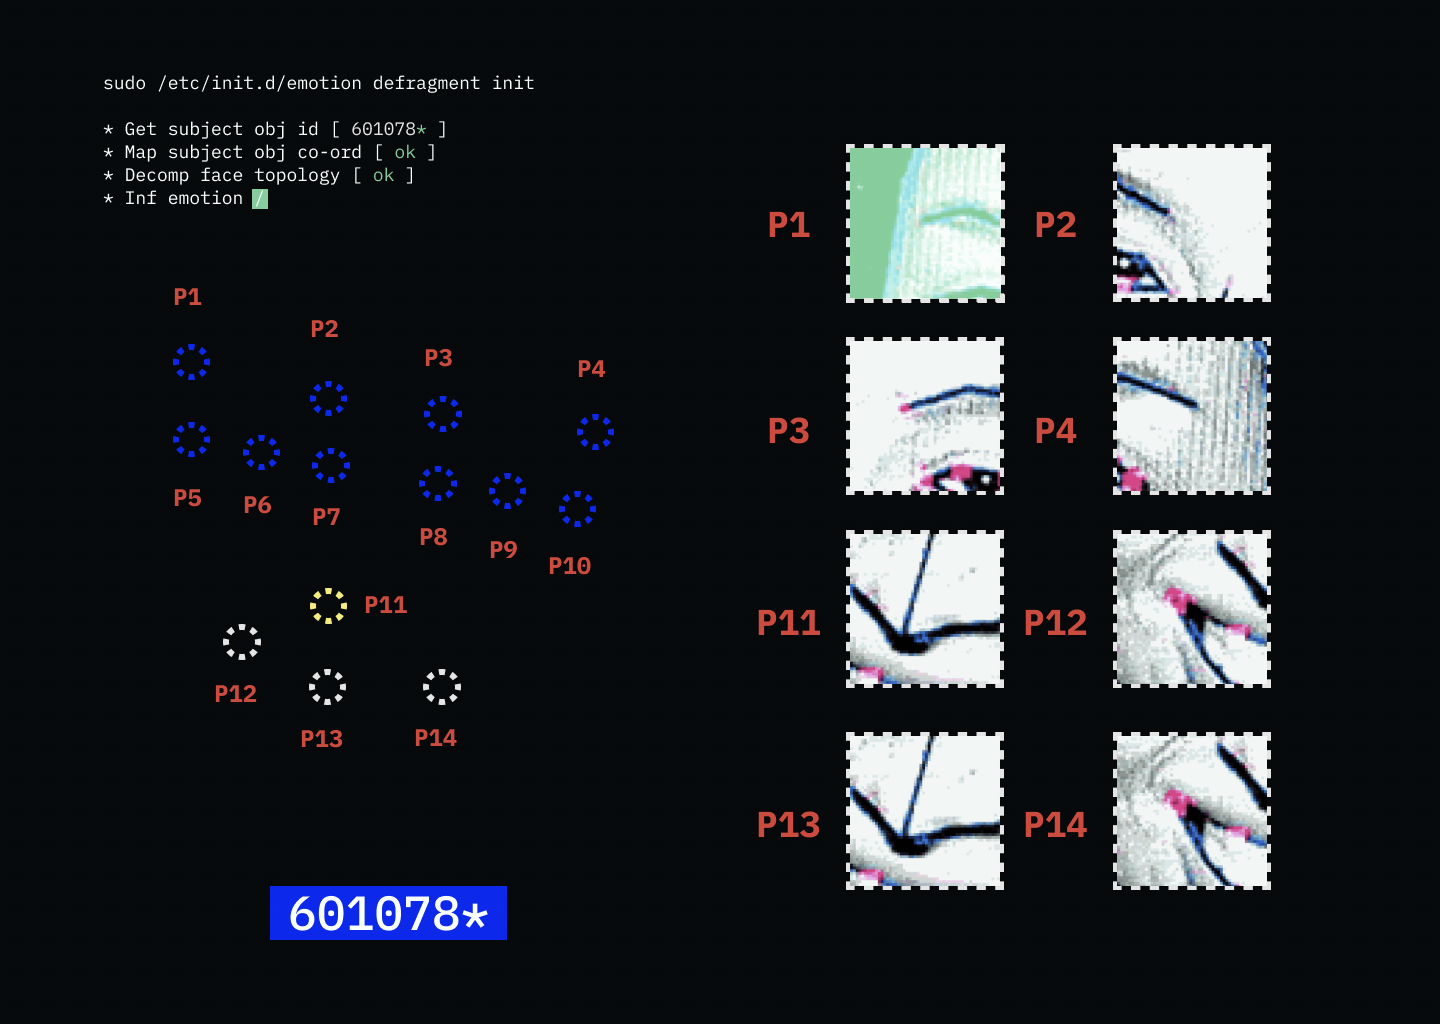 sudo /etc/init.d/emotion defragment init
* Get subject obj id [ 601078* ]
* Map subject obj co-ord [ ok ]
* Decomp face topology [ ok ]
* Inf emotion /
P1
P2
P3
P4
P5
P6
P7
P8
P9
P10
P11
P12
P13
P14
601078*
P1
P2
P3
P4
P11
P12
P13
P14